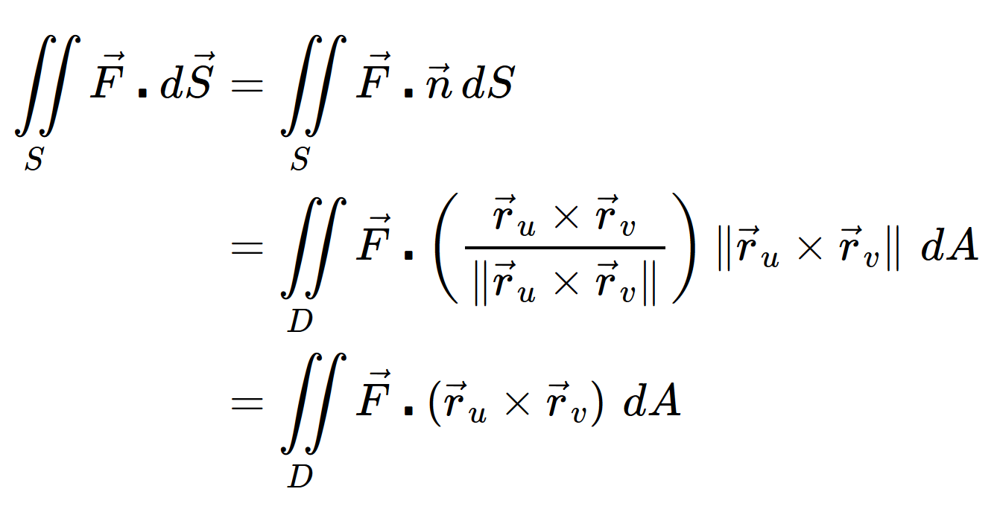 ∬_S F⃗ . dS⃗ = ∬_S F⃗ . n⃗ dS
= ∬_D F⃗ . ( (r⃗_u × r⃗_v) / ‖r⃗_u × r⃗_v‖ ) ‖r⃗_u × r⃗_v‖ dA
= ∬_D F⃗ . (r⃗_u × r⃗_v) dA